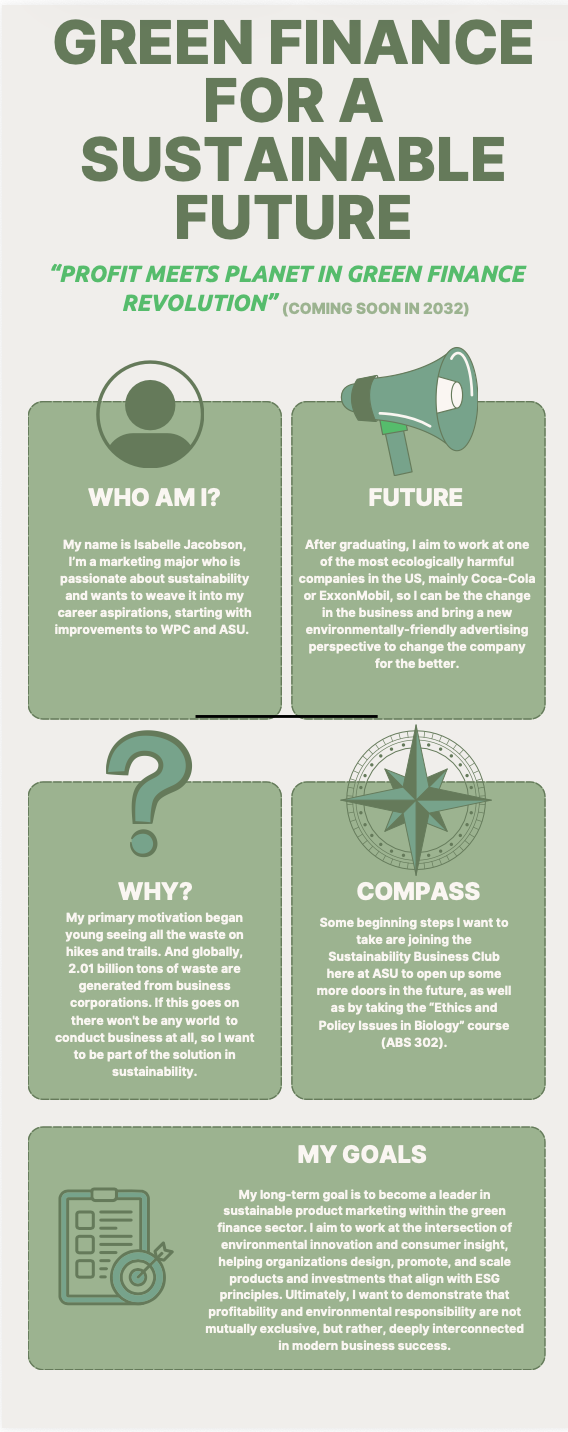 GREEN FINANCE
FOR A
SUSTAINABLE
FUTURE
“PROFIT MEETS PLANET IN GREEN FINANCE
REVOLUTION” (COMING SOON IN 2032)
WHO AM I?
My name is Isabelle Jacobson,
I’m a marketing major who is
passionate about sustainability
and wants to weave it into my
career aspirations, starting with
improvements to WPC and ASU.
FUTURE
After graduating, I aim to work at one
of the most ecologically harmful
companies in the US, mainly Coca-Cola
or ExxonMobil, so I can be the change
in the business and bring a new
environmentally-friendly advertising
perspective to change the company
for the better.
WHY?
My primary motivation began
young seeing all the waste on
hikes and trails. And globally,
2.01 billion tons of waste are
generated from business
corporations. If this goes on
there won't be any world  to
conduct business at all, so I want
to be part of the solution in
sustainability.
COMPASS
Some beginning steps I want to
take are joining the
Sustainability Business Club
here at ASU to open up some
more doors in the future, as well
as by taking the "Ethics and
Policy Issues in Biology" course
(ABS 302).
MY GOALS
My long-term goal is to become a leader in
sustainable product marketing within the green
finance sector. I aim to work at the intersection of
environmental innovation and consumer insight,
helping organizations design, promote, and scale
products and investments that align with ESG
principles. Ultimately, I want to demonstrate that
profitability and environmental responsibility are not
mutually exclusive, but rather, deeply interconnected
in modern business success.